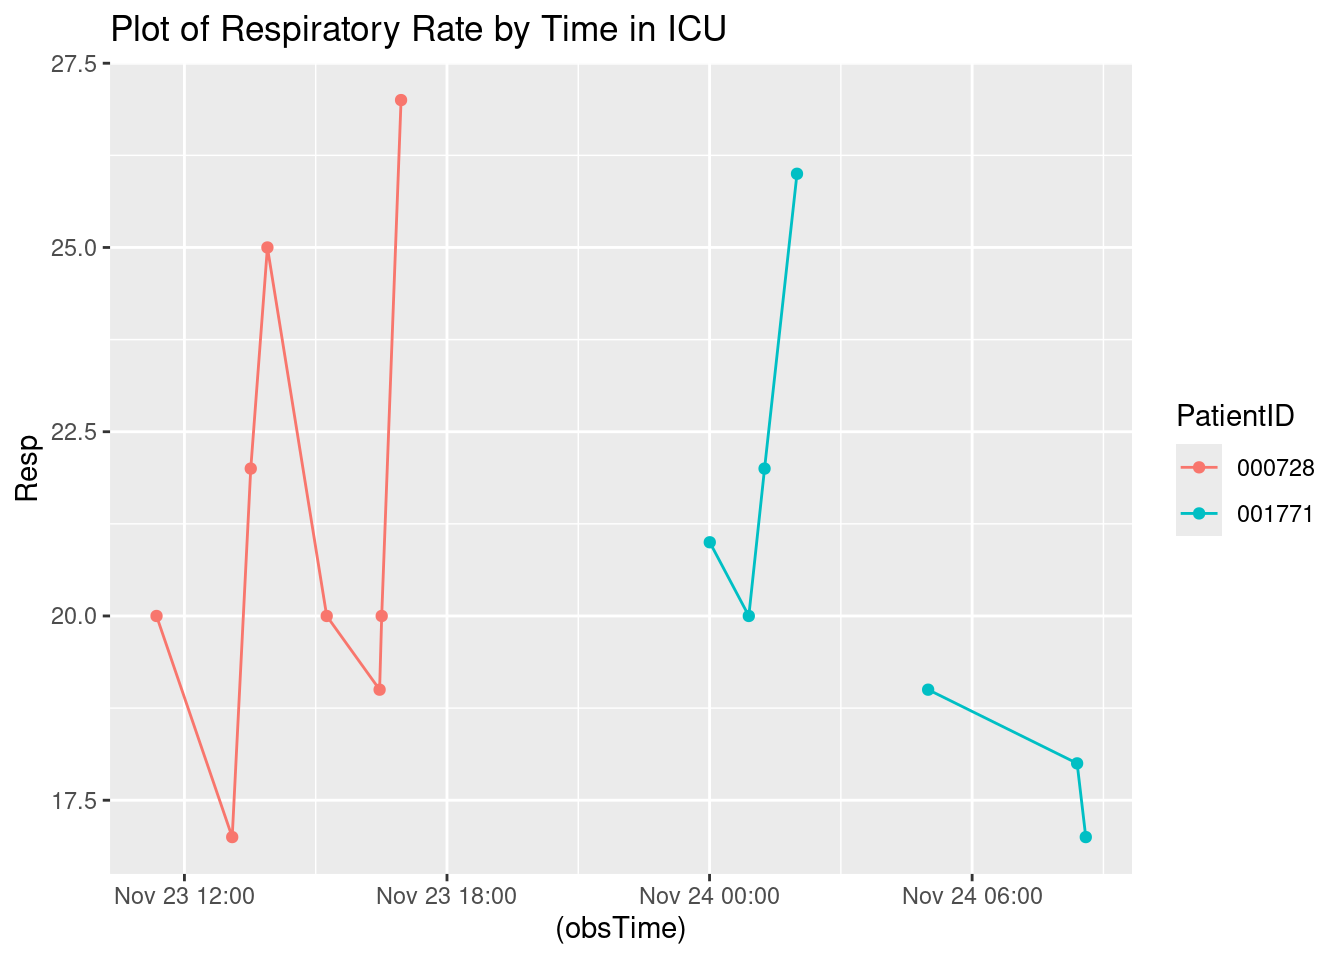 Plot of Respiratory Rate by Time in ICU
27.5
25.0
22.5
20.0
17.5
Resp
Nov 23 12:00
Nov 23 18:00
Nov 24 00:00
Nov 24 06:00
(obsTime)
PatientID
000728
001771